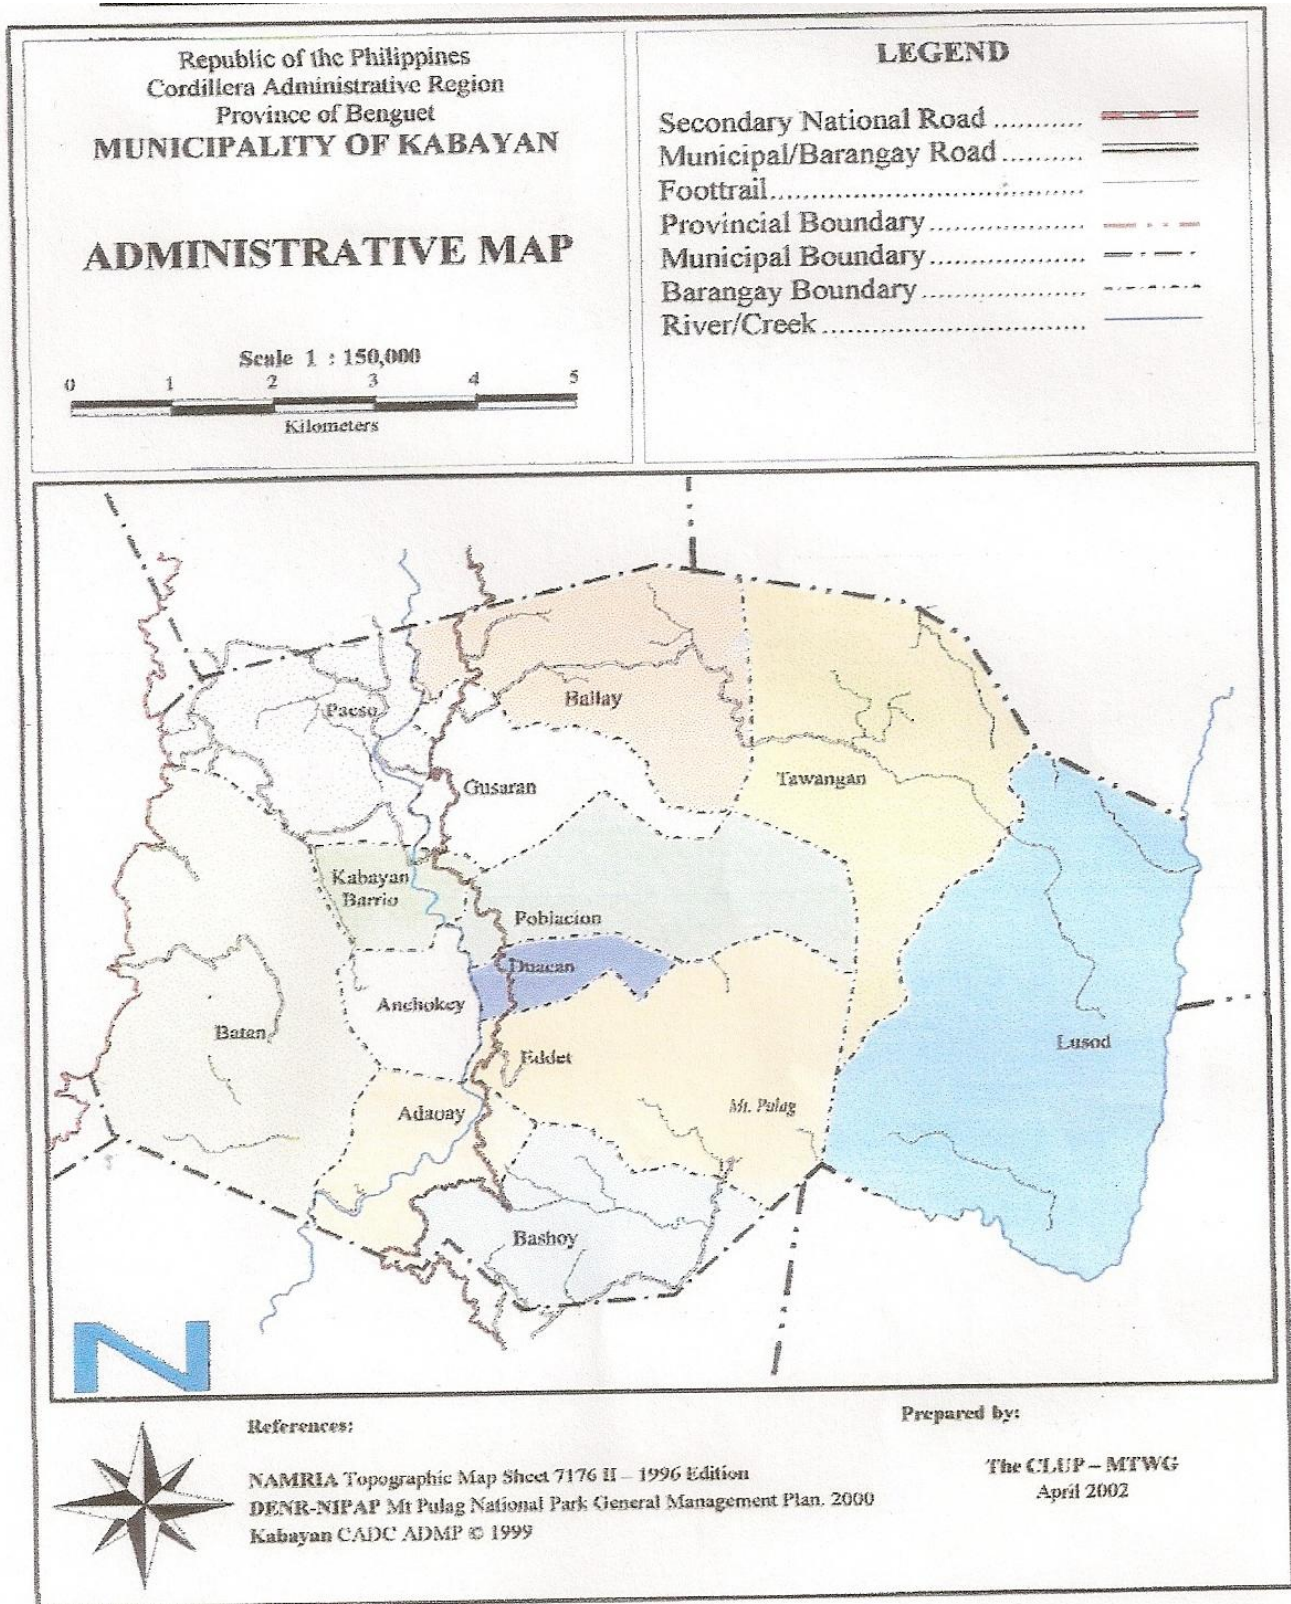 Republic of the Philippines
Cordillera Administrative Region
Province of Benguet
MUNICIPALITY OF KABAYAN
ADMINISTRATIVE MAP
Scale 1 : 150,000
0 1 2 3 4 5
Kilometers
LEGEND
Secondary National Road ...........
Municipal/Barangay Road ..........
Foottrail.......................................
Provincial Boundary ...................
Municipal Boundary ...................
Barangay Boundary ....................
River/Creek ................................
Ballay
Pacso
Tawangan
Gusaran
Kabayan
Barrio
Poblacion
Duacan
Anchokey
Batan
Lusod
Eddet
Mt. Pulag
Adaoay
Bashoy
N
References:
NAMRIA Topographic Map Sheet 7176 II – 1996 Edition
DENR-NIPAP Mt Pulag National Park General Management Plan. 2000
Kabayan CADC ADMP © 1999
Prepared by:
The CLUP – MTWG
April 2002